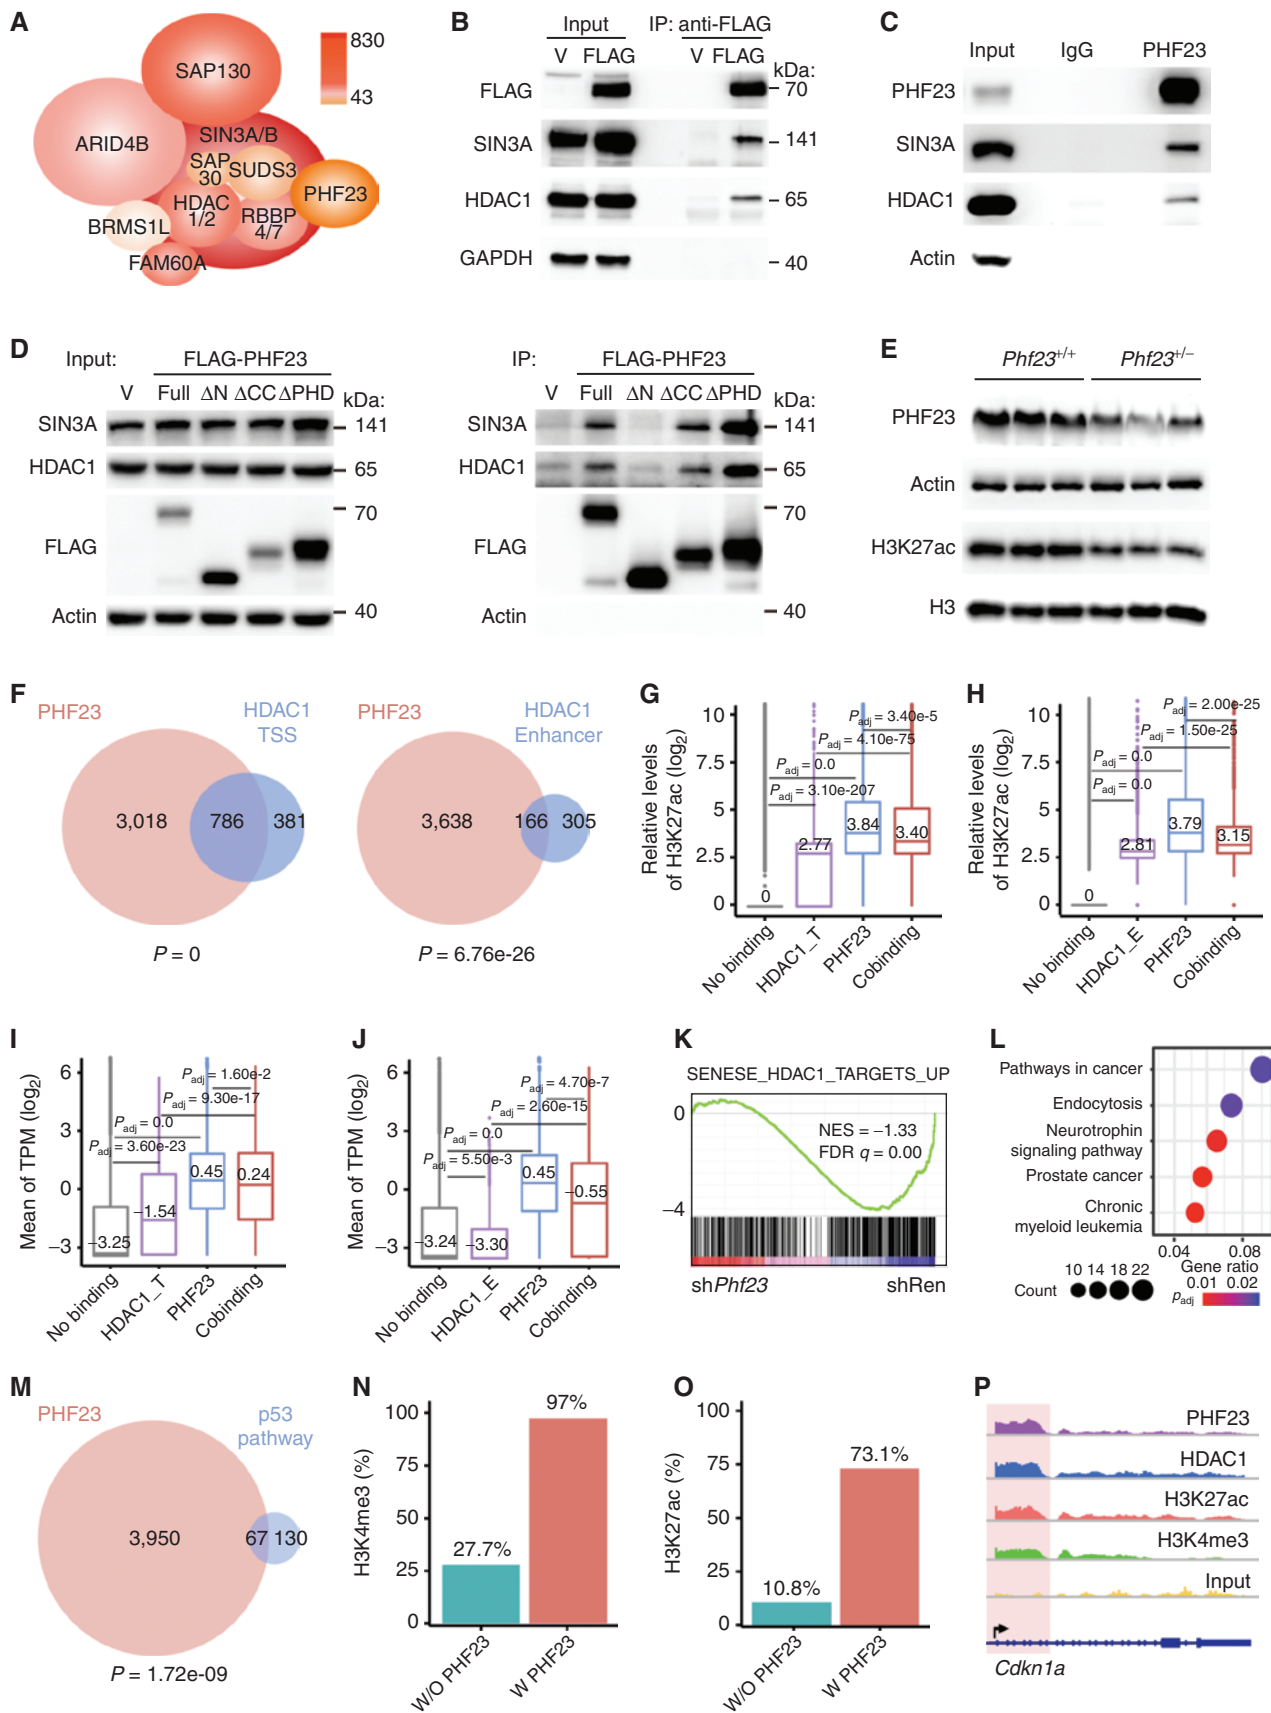 A
830
43
SAP130
ARID4B
SIN3A/B
SAP
30
SUDS3
PHF23
HDAC
1/2
RBBP
4/7
BRMS1L
FAM60A
B
Input
IP: anti-FLAG
V FLAG
V FLAG
kDa:
FLAG
70
SIN3A
141
HDAC1
65
GAPDH
40
C
Input
IgG
PHF23
PHF23
SIN3A
HDAC1
Actin
D
Input:
FLAG-PHF23
V Full ΔN ΔCC ΔPHD
kDa:
SIN3A
141
HDAC1
65
70
FLAG
Actin
40
IP:
FLAG-PHF23
V Full ΔN ΔCC ΔPHD
kDa:
SIN3A
141
HDAC1
65
70
FLAG
Actin
40
E
Phf23+/+
Phf23+/−
PHF23
Actin
H3K27ac
H3
F
PHF23
HDAC1
TSS
3,018
786
381
P = 0
PHF23
HDAC1
Enhancer
3,638
166
305
P = 6.76e-26
G
Relative levels
of H3K27ac (log2)
10
7.5
5
2.5
0
Padj = 3.40e-5
Padj = 4.10e-75
Padj = 0.0
Padj = 3.10e-207
0
2.77
3.84
3.40
No binding
HDAC1_T
PHF23
Cobinding
H
Relative levels
of H3K27ac (log2)
10
7.5
5
2.5
0
Padj = 2.00e-25
Padj = 1.50e-25
Padj = 0.0
Padj = 0.0
0
2.81
3.79
3.15
No binding
HDAC1_E
PHF23
Cobinding
I
Mean of TPM (log2)
6
3
0
−3
Padj = 1.60e-2
Padj = 9.30e-17
Padj = 0.0
Padj = 3.60e-23
−3.25
−1.54
0.45
0.24
No binding
HDAC1_T
PHF23
Cobinding
J
Mean of TPM (log2)
6
3
0
−3
Padj = 4.70e-7
Padj = 2.60e-15
Padj = 0.0
Padj = 5.50e-3
−3.24
−3.30
0.45
−0.55
No binding
HDAC1_E
PHF23
Cobinding
K
SENESE_HDAC1_TARGETS_UP
0
−4
NES = −1.33
FDR q = 0.00
shPhf23
shRen
L
Pathways in cancer
Endocytosis
Neurotrophin
signaling pathway
Prostate cancer
Chronic
myeloid leukemia
0.04
0.08
Gene ratio
10 14 18 22
Count
0.01 0.02
padj
M
PHF23
p53
pathway
3,950
67
130
P = 1.72e-09
N
H3K4me3 (%)
100
75
50
25
0
27.7%
97%
W/O PHF23
W PHF23
O
H3K27ac (%)
100
75
50
25
0
10.8%
73.1%
W/O PHF23
W PHF23
P
PHF23
HDAC1
H3K27ac
H3K4me3
Input
Cdkn1a